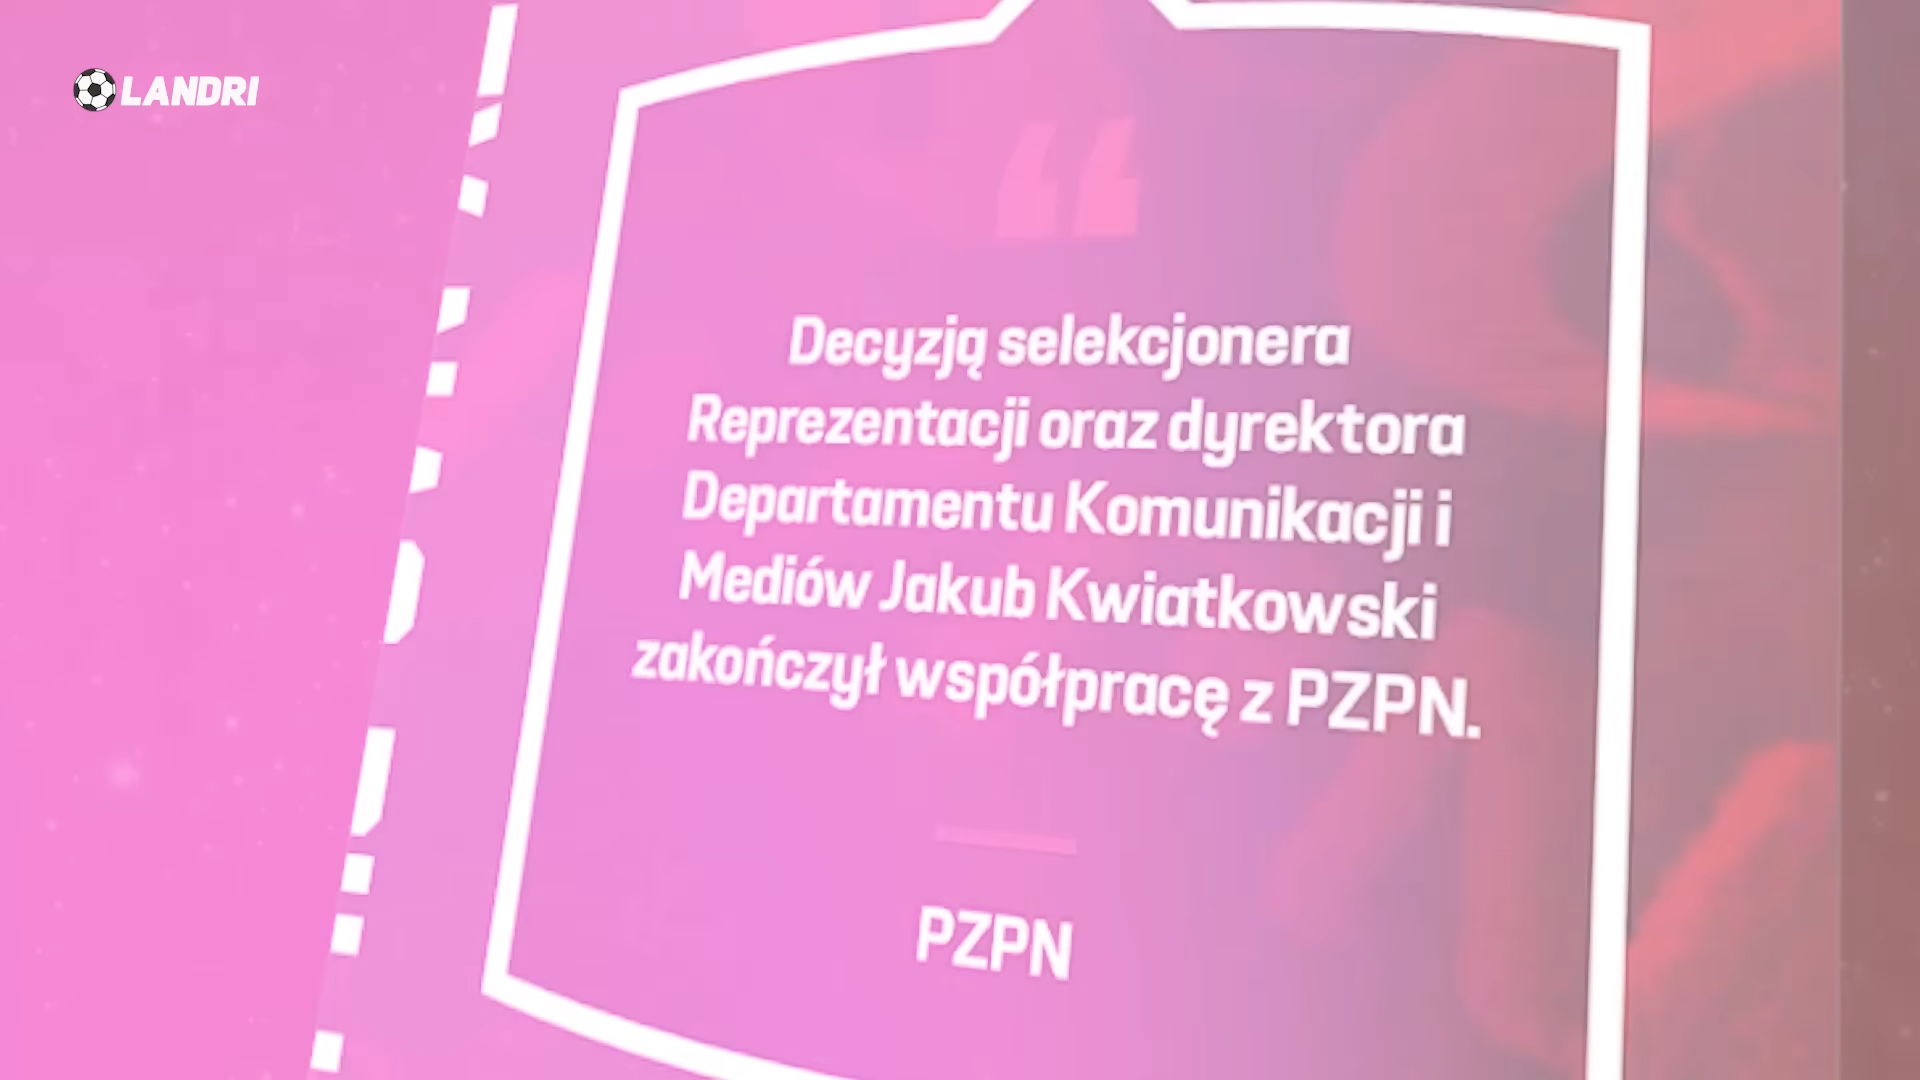 LANDRI
Decyzją selekcjonera
Reprezentacji oraz dyrektora
Departamentu Komunikacji i
Mediów Jakub Kwiatkowski
zakończył współpracę z PZPN.
PZPN